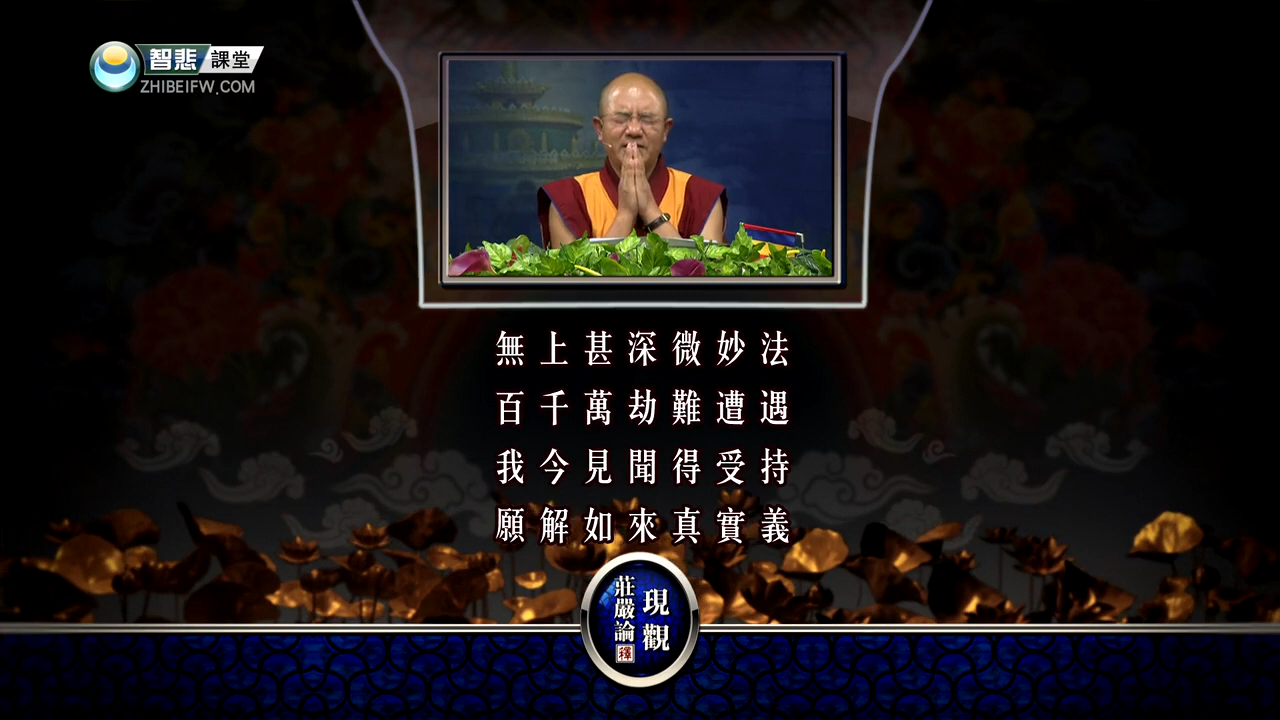 智悲課堂
ZHIBEIFW.COM
無上甚深微妙法
百千萬劫難遭遇
我今見聞得受持
願解如來真實義
現觀
莊嚴論釋